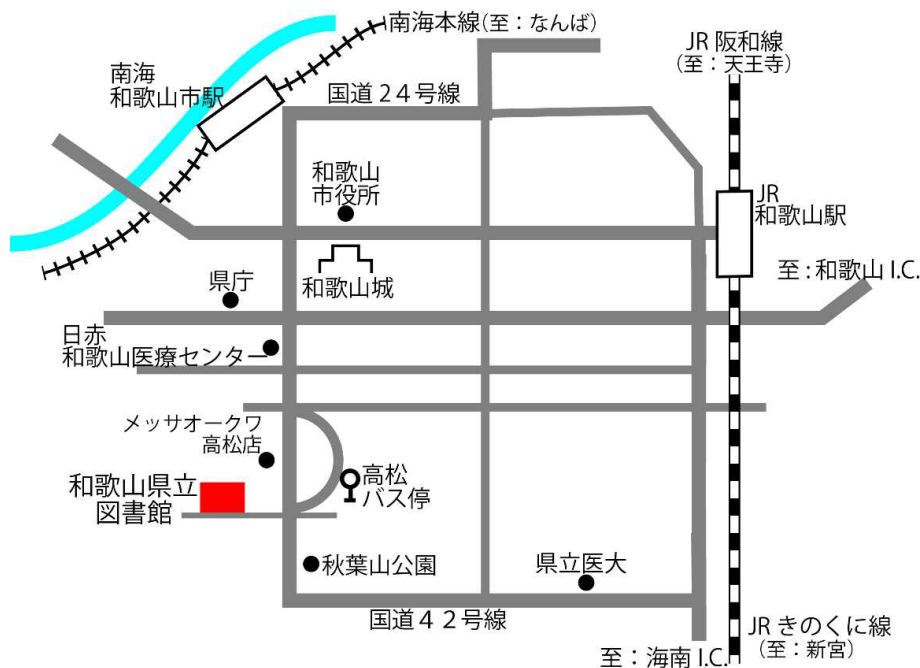 南海本線(至:なんば)
JR 阪和線
(至:天王寺)
南海
和歌山市駅
国道24号線
和歌山
市役所
JR
和歌山駅
至:和歌山 I.C.
県庁
和歌山城
日赤
和歌山医療センター
メッサオークワ
高松店
高松
バス停
和歌山県立
図書館
秋葉山公園
県立医大
国道42号線
JR きのくに線
(至:新宮)
至:海南 I.C.